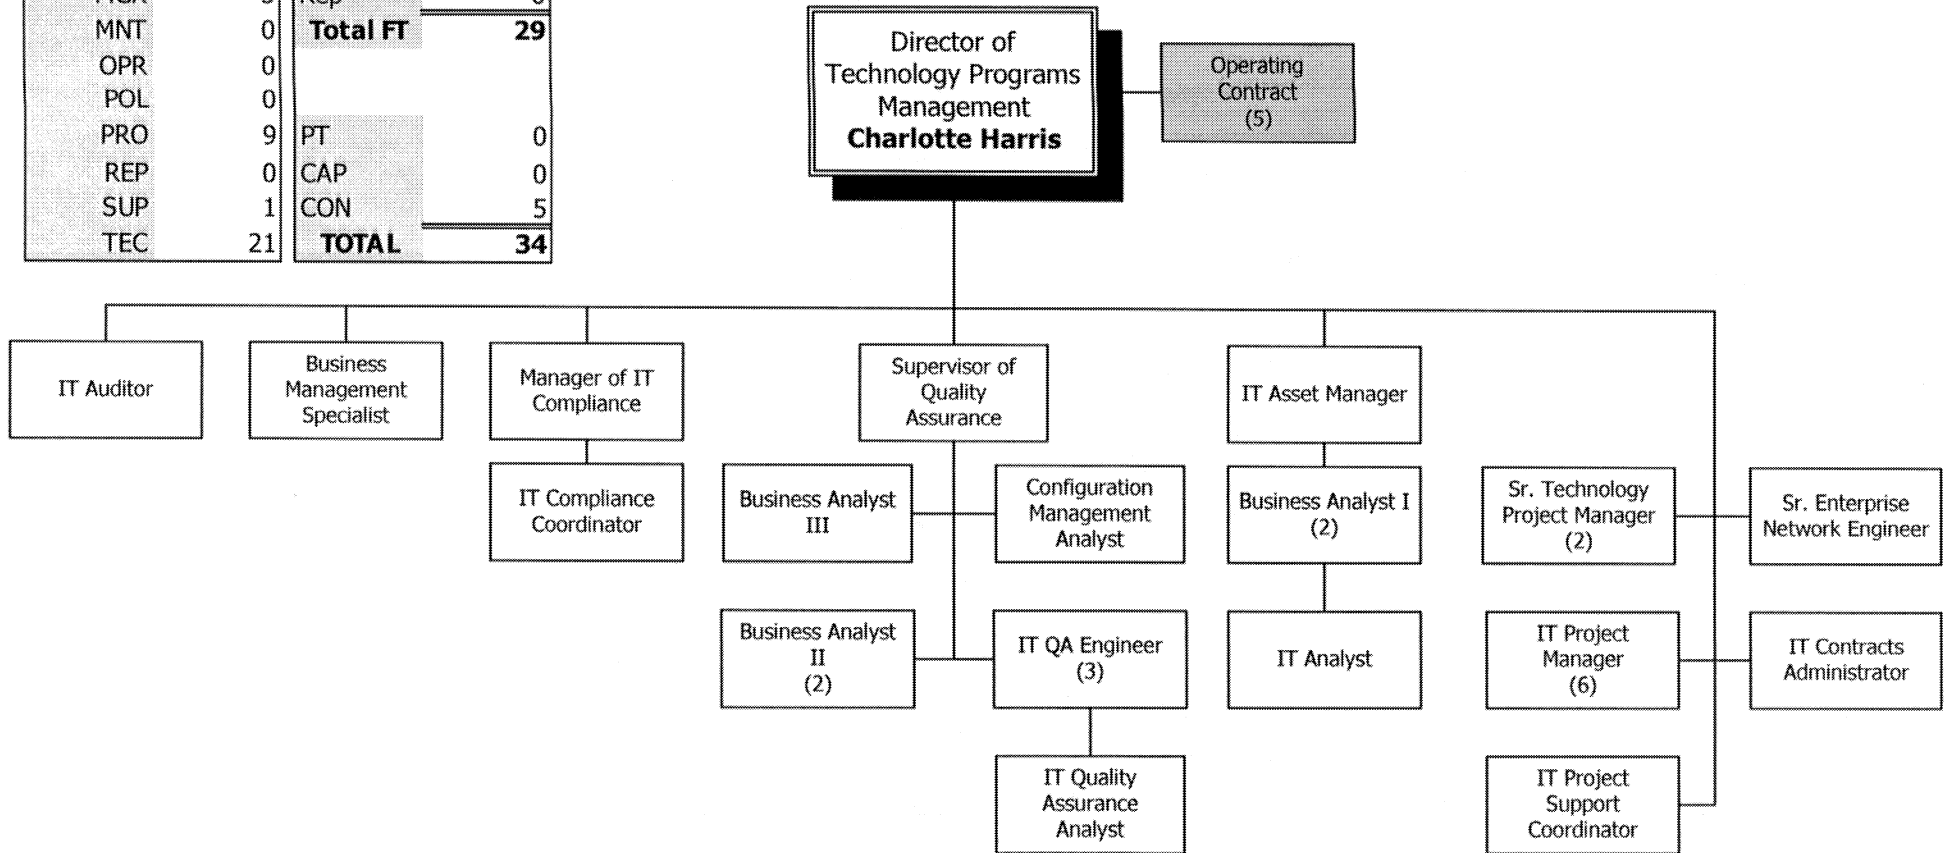 MNT 0 Total FT 29
OPR 0
POL 0
PRO 9 PT 0
REP 0 CAP 0
SUP 1 CON 5
TEC 21 TOTAL 34
Director of
Technology Programs
Management
Charlotte Harris
Operating
Contract
(5)
IT Auditor
Business
Management
Specialist
Manager of IT
Compliance
Supervisor of
Quality
Assurance
IT Asset Manager
IT Compliance
Coordinator
Business Analyst
III
Configuration
Management
Analyst
Business Analyst I
(2)
Sr. Technology
Project Manager
(2)
Sr. Enterprise
Network Engineer
Business Analyst
II
(2)
IT QA Engineer
(3)
IT Analyst
IT Project
Manager
(6)
IT Contracts
Administrator
IT Quality
Assurance
Analyst
IT Project
Support
Coordinator